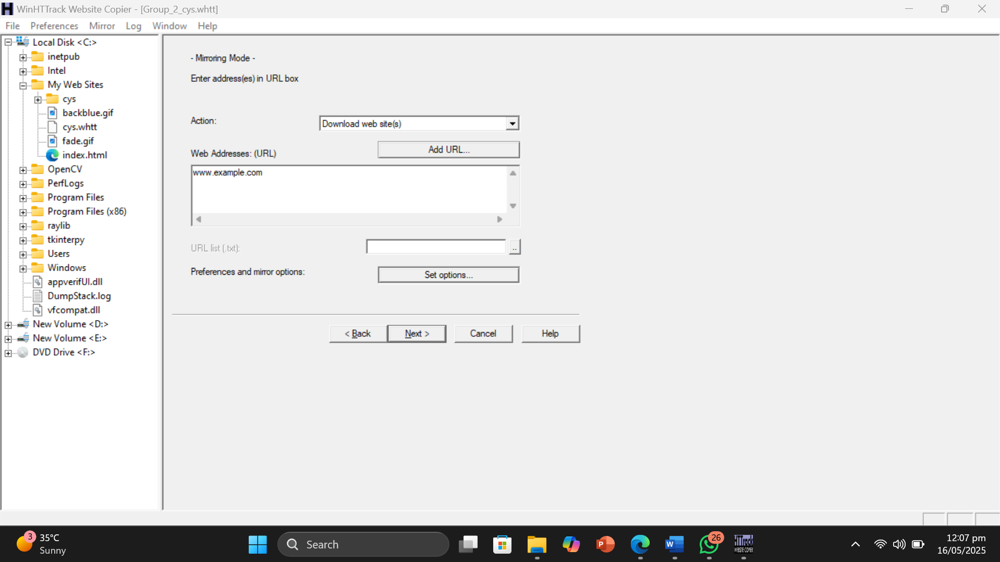 WinHTTrack Website Copier - [Group_2_cys.whtt]
File Preferences Mirror Log Window Help
Local Disk <C:>
inetpub
Intel
My Web Sites
cys
backblue.gif
cys.whtt
fade.gif
index.html
OpenCV
PerfLogs
Program Files
Program Files (x86)
raylib
tkinterpy
Users
Windows
appverifUI.dll
DumpStack.log
vfcompat.dll
New Volume <D:>
New Volume <E:>
DVD Drive <F:>
- Mirroring Mode -
Enter address(es) in URL box
Action:
Download web site(s)
Web Addresses: (URL)
Add URL...
www.example.com
URL list (.txt):
..
Preferences and mirror options:
Set options...
< Back
Next >
Cancel
Help
3
35°C
Sunny
Search
P
W
26
HTTrack
WEBSITE COPIER
12:07 pm
16/05/2025